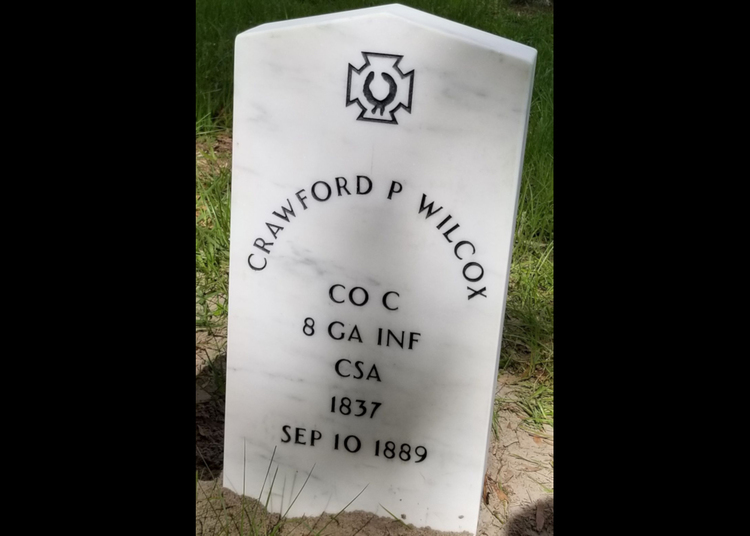 CRAWFORD P WILCOX
CO C
8 GA INF
CSA
1837
SEP 10 1889